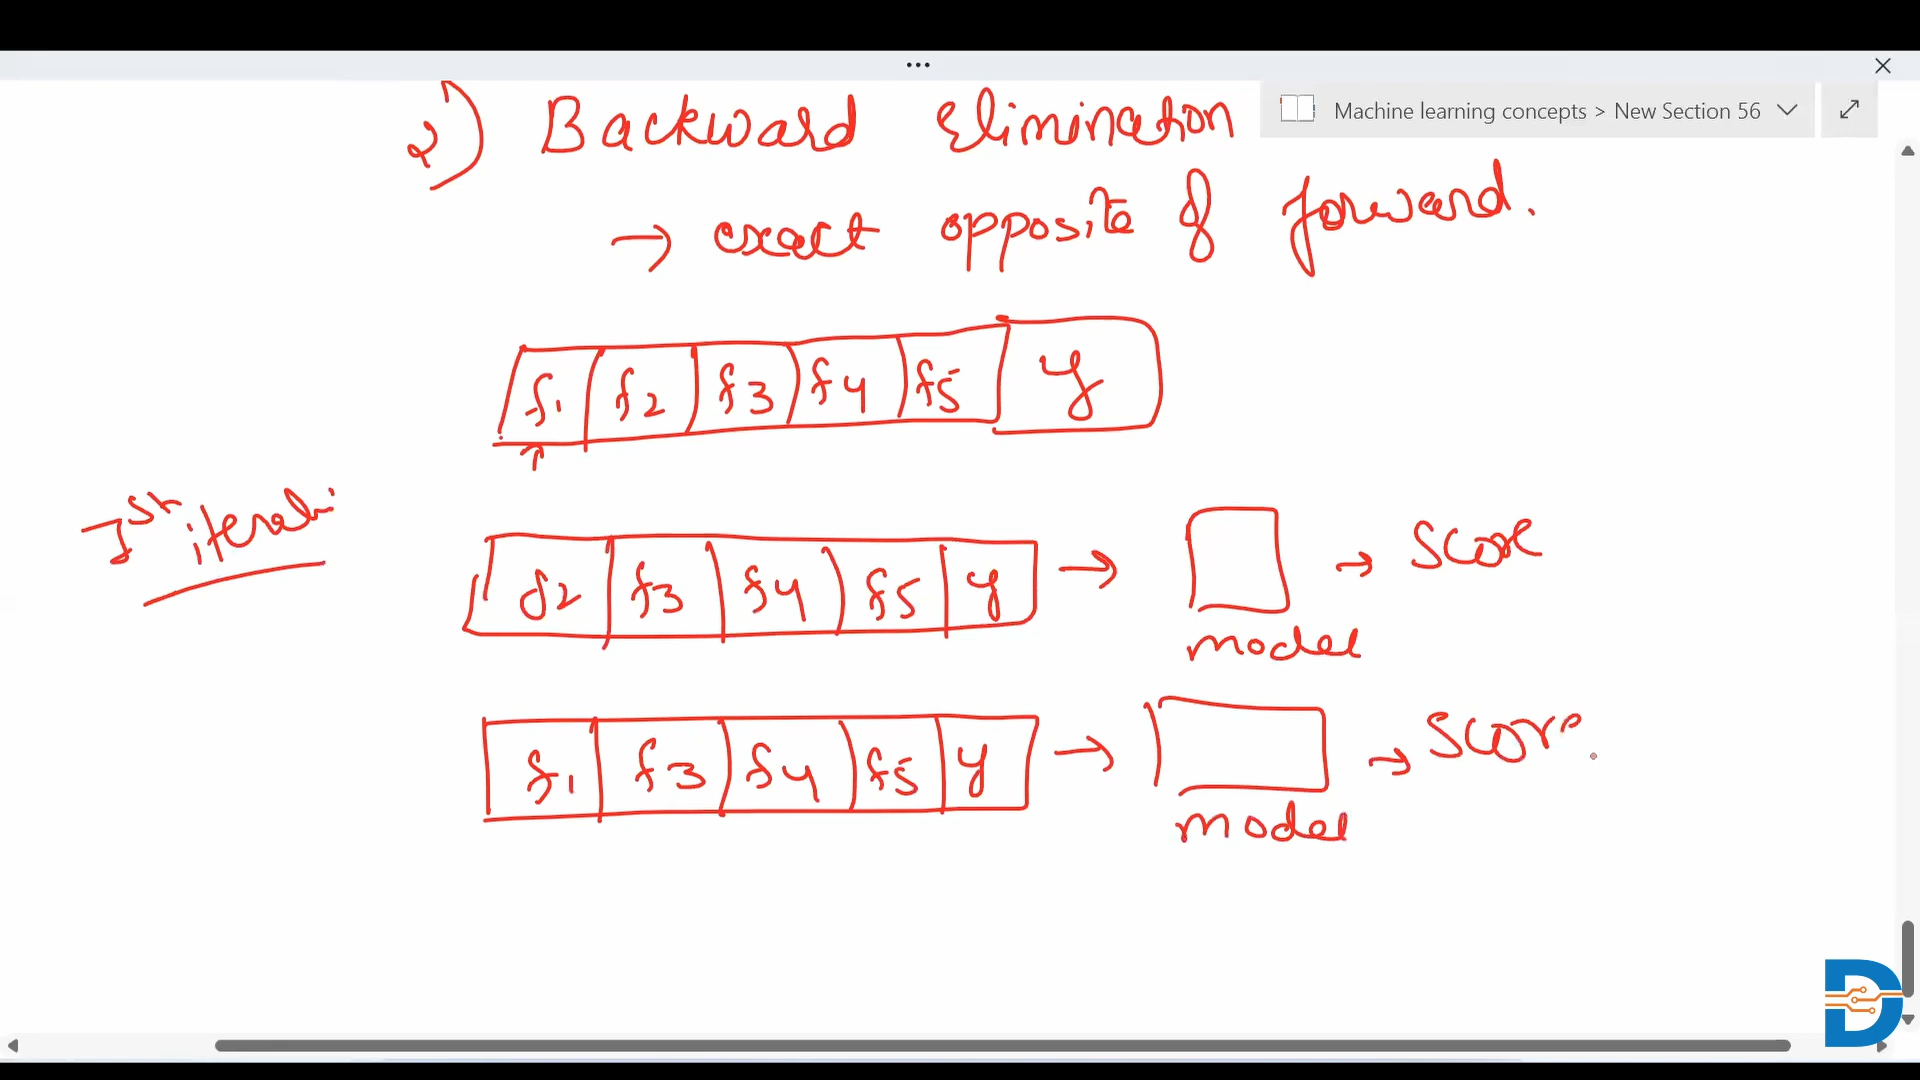 Machine learning concepts > New Section 56
2) Backward Elimination
→ exact opposite of forward.
f1 f2 f3 f4 f5 y
1st
f2 f3 f4 f5 y → → score
model
f1 f3 f4 f5 y → → score
model